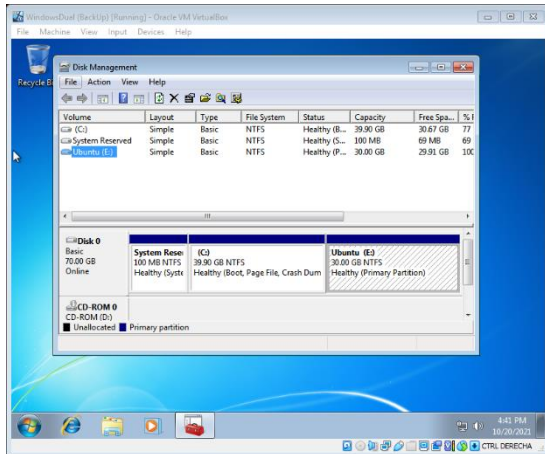 WindowsDual (BackUp) [Running] - Oracle VM VirtualBox
File Machine View Input Devices Help
Recycle Bi
Disk Management
File Action View Help
Volume Layout Type File System Status Capacity Free Spa... % F
(C:) Simple Basic NTFS Healthy (B... 39.90 GB 30.67 GB 77
System Reserved Simple Basic NTFS Healthy (S... 100 MB 69 MB 69
Ubuntu (E:) Simple Basic NTFS Healthy (P... 30.00 GB 29.91 GB 100
Disk 0
Basic
70.00 GB
Online
System Reser
100 MB NTFS
Healthy (Syste
(C:)
39.90 GB NTFS
Healthy (Boot, Page File, Crash Dum
Ubuntu (E:)
30.00 GB NTFS
Healthy (Primary Partition)
CD-ROM 0
CD-ROM (D:)
Unallocated Primary partition
4:41 PM
10/20/2021
CTRL DERECHA